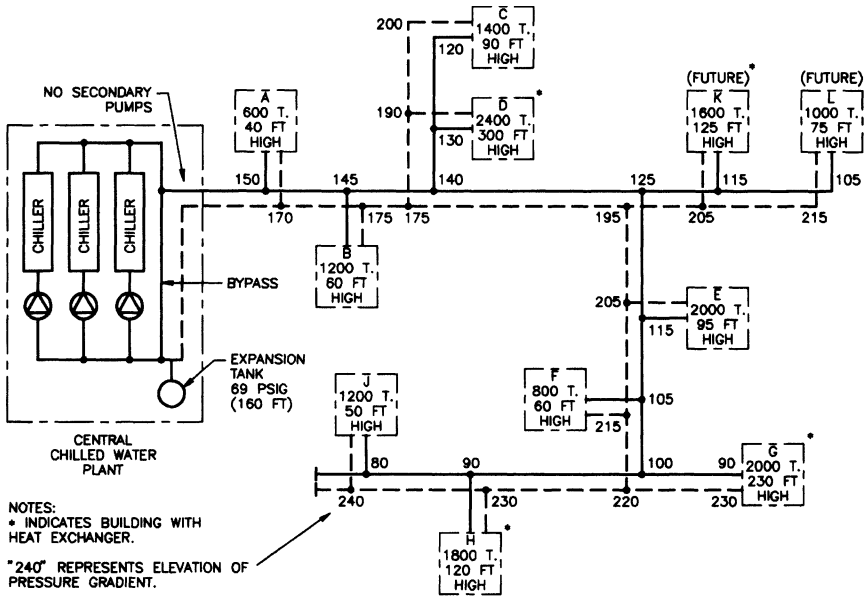 NO SECONDARY
PUMPS
CHILLER
CHILLER
CHILLER
BYPASS
EXPANSION
TANK
69 PSIG
(160 FT)
CENTRAL
CHILLED WATER
PLANT
A
600 T.
40 FT
HIGH
150
170
145
175
B
1200 T.
60 FT
HIGH
200
C
1400 T.
90 FT
HIGH
120
190
*
D
2400 T.
300 FT
HIGH
130
140
175
(FUTURE) *
K
1600 T.
125 FT
HIGH
(FUTURE)
L
1000 T.
75 FT
HIGH
125
115
105
195
205
215
205
E
2000 T.
95 FT
HIGH
115
F
800 T.
60 FT
HIGH
105
215
J
1200 T.
50 FT
HIGH
80
90
100
90
240
230
220
230
G *
2000 T.
230 FT
HIGH
*
H
1800 T.
120 FT
HIGH
NOTES:
* INDICATES BUILDING WITH
HEAT EXCHANGER.
"240" REPRESENTS ELEVATION OF
PRESSURE GRADIENT.